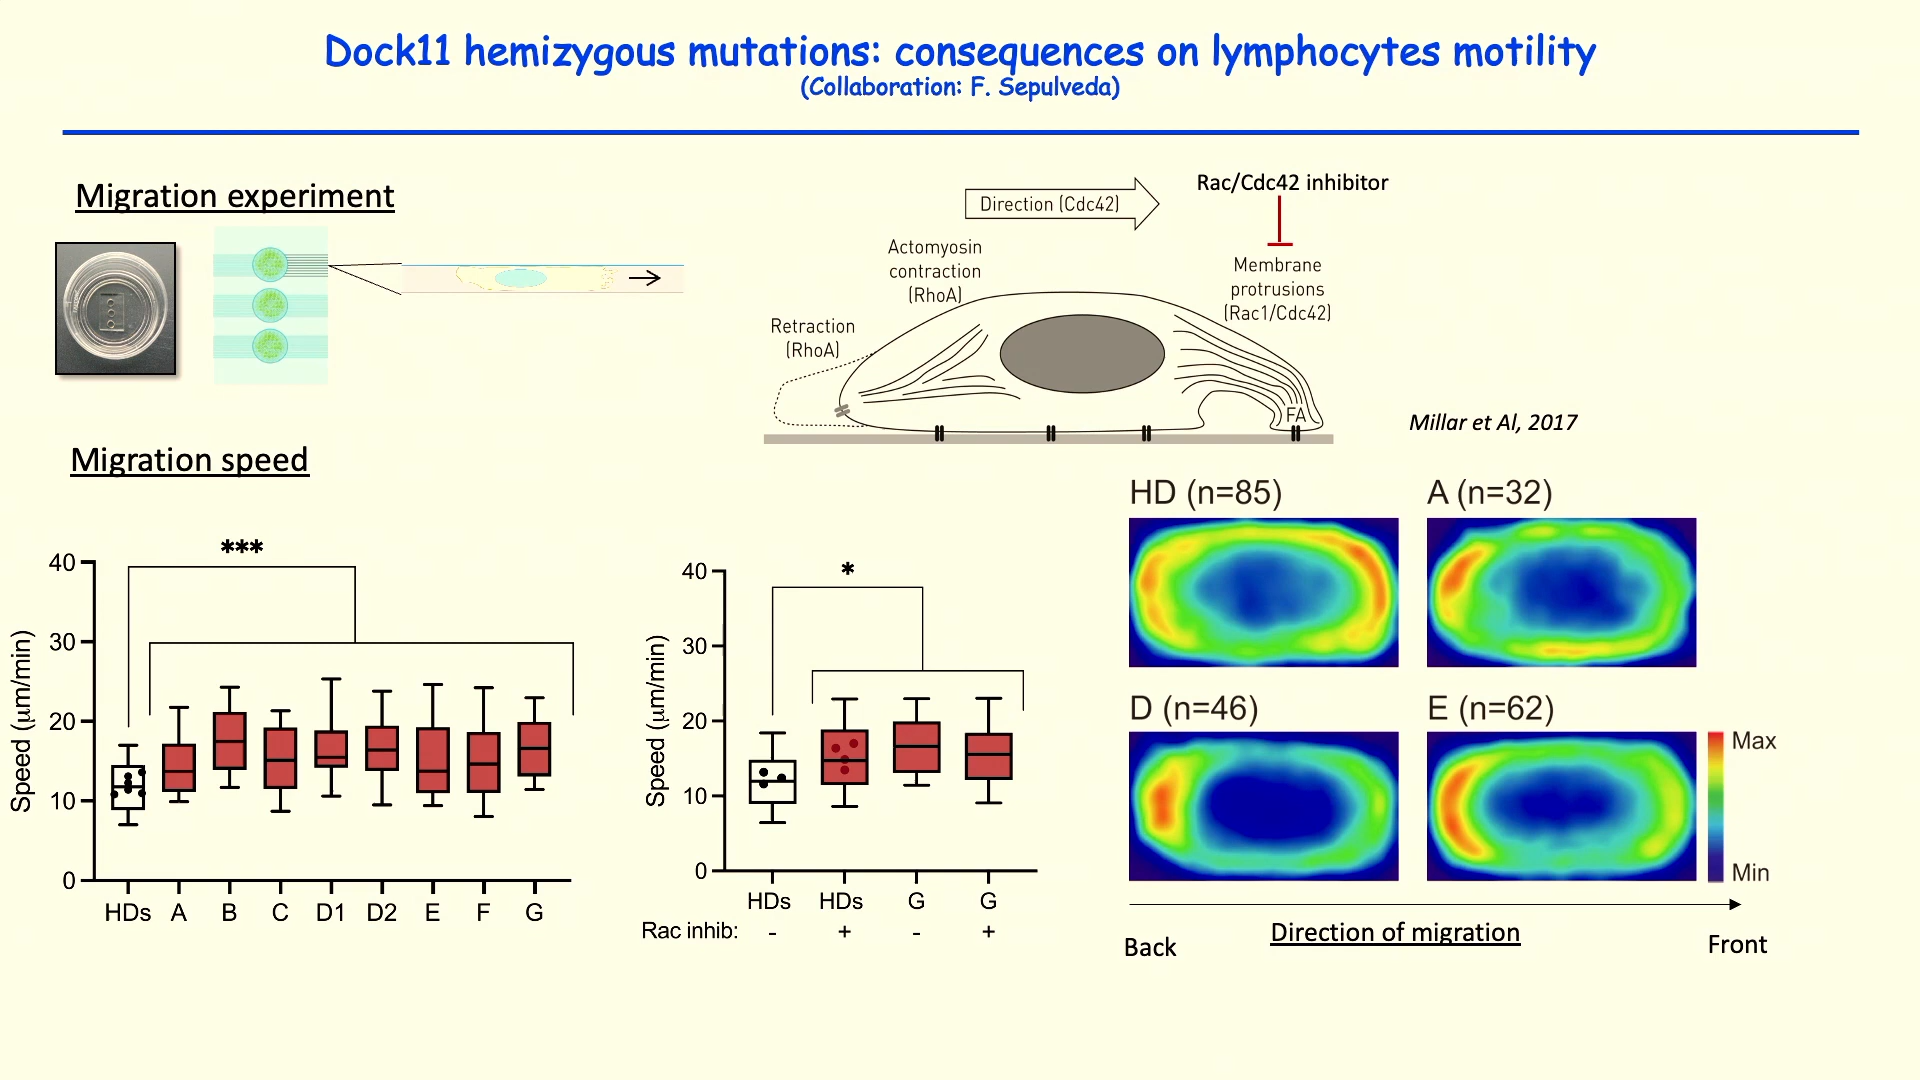 Dock11 hemizygous mutations: consequences on lymphocytes motility
(Collaboration: F. Sepulveda)
Migration experiment
Direction (Cdc42)
Rac/Cdc42 inhibitor
Actomyosin
contraction
(RhoA)
Membrane
protrusions
(Rac1/Cdc42)
Retraction
(RhoA)
FA
Millar et Al, 2017
Migration speed
***
40
30
20
10
0
Speed (μm/min)
HDs A B C D1 D2 E F G
*
40
30
20
10
0
Speed (μm/min)
HDs HDs G G
Rac inhib: - + - +
HD (n=85)
A (n=32)
D (n=46)
E (n=62)
Max
Min
Direction of migration
Back
Front